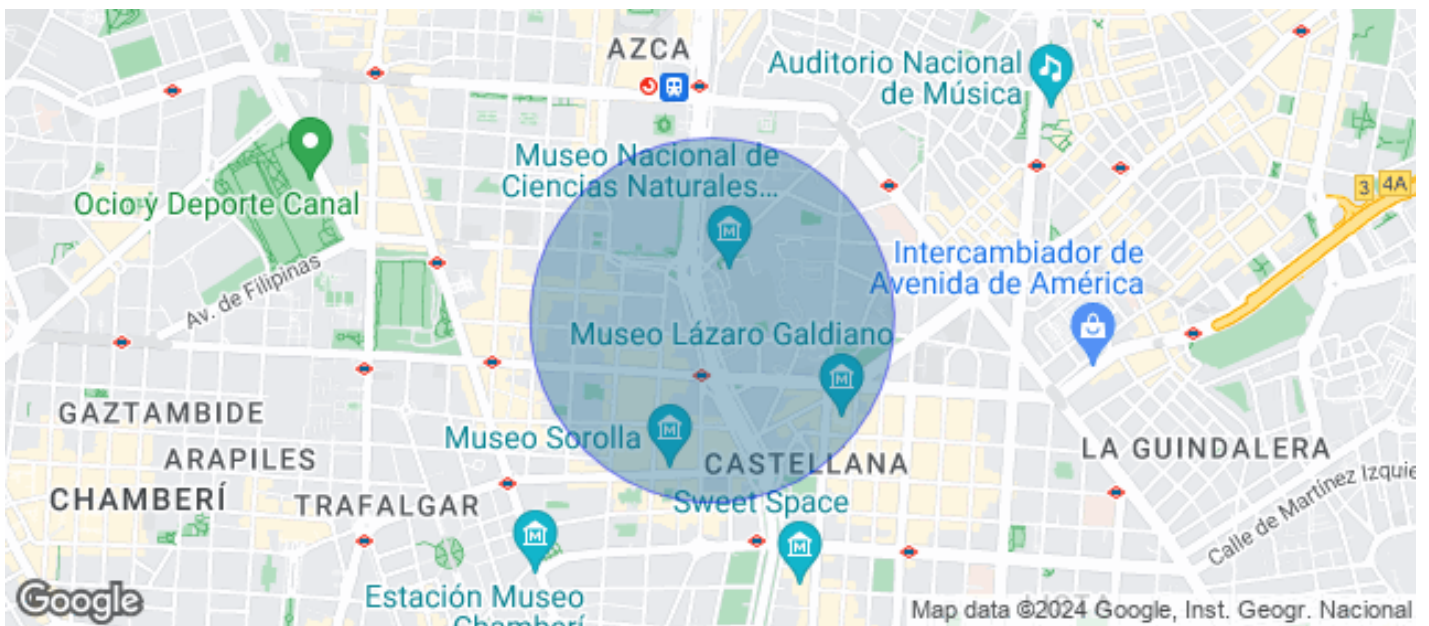 AZCA
Auditorio Nacional
de Música
Museo Nacional de
Ciencias Naturales...
Ocio y Deporte Canal
3
4A
Av. de Filipinas
Intercambiador de
Avenida de América
Museo Lázaro Galdiano
GAZTAMBIDE
ARAPILES
CHAMBERÍ
TRAFALGAR
Museo Sorolla
CASTELLANA
LA GUINDALERA
Sweet Space
Calle de Martínez Izquie
Estación Museo
Chamberí
LISTA
Google
Map data ©2024 Google, Inst. Geogr. Nacional